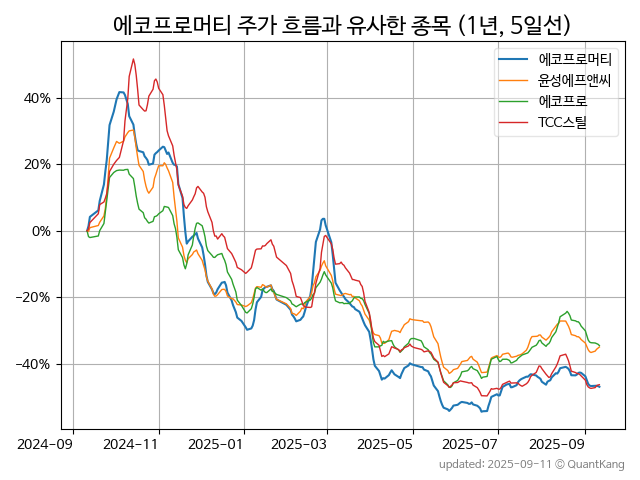 에코프로머티 주가 흐름과 유사한 종목 (1년, 5일선)
에코프로머티
윤성에프앤씨
에코프로
TCC스틸
40%
20%
0%
−20%
−40%
2024-09
2024-11
2025-01
2025-03
2025-05
2025-07
2025-09
updated: 2025-09-11 © QuantKang